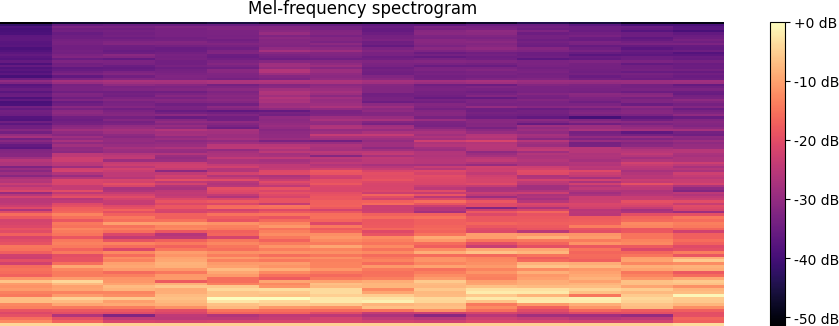 Mel-frequency spectrogram
+0 dB
-10 dB
-20 dB
-30 dB
-40 dB
-50 dB